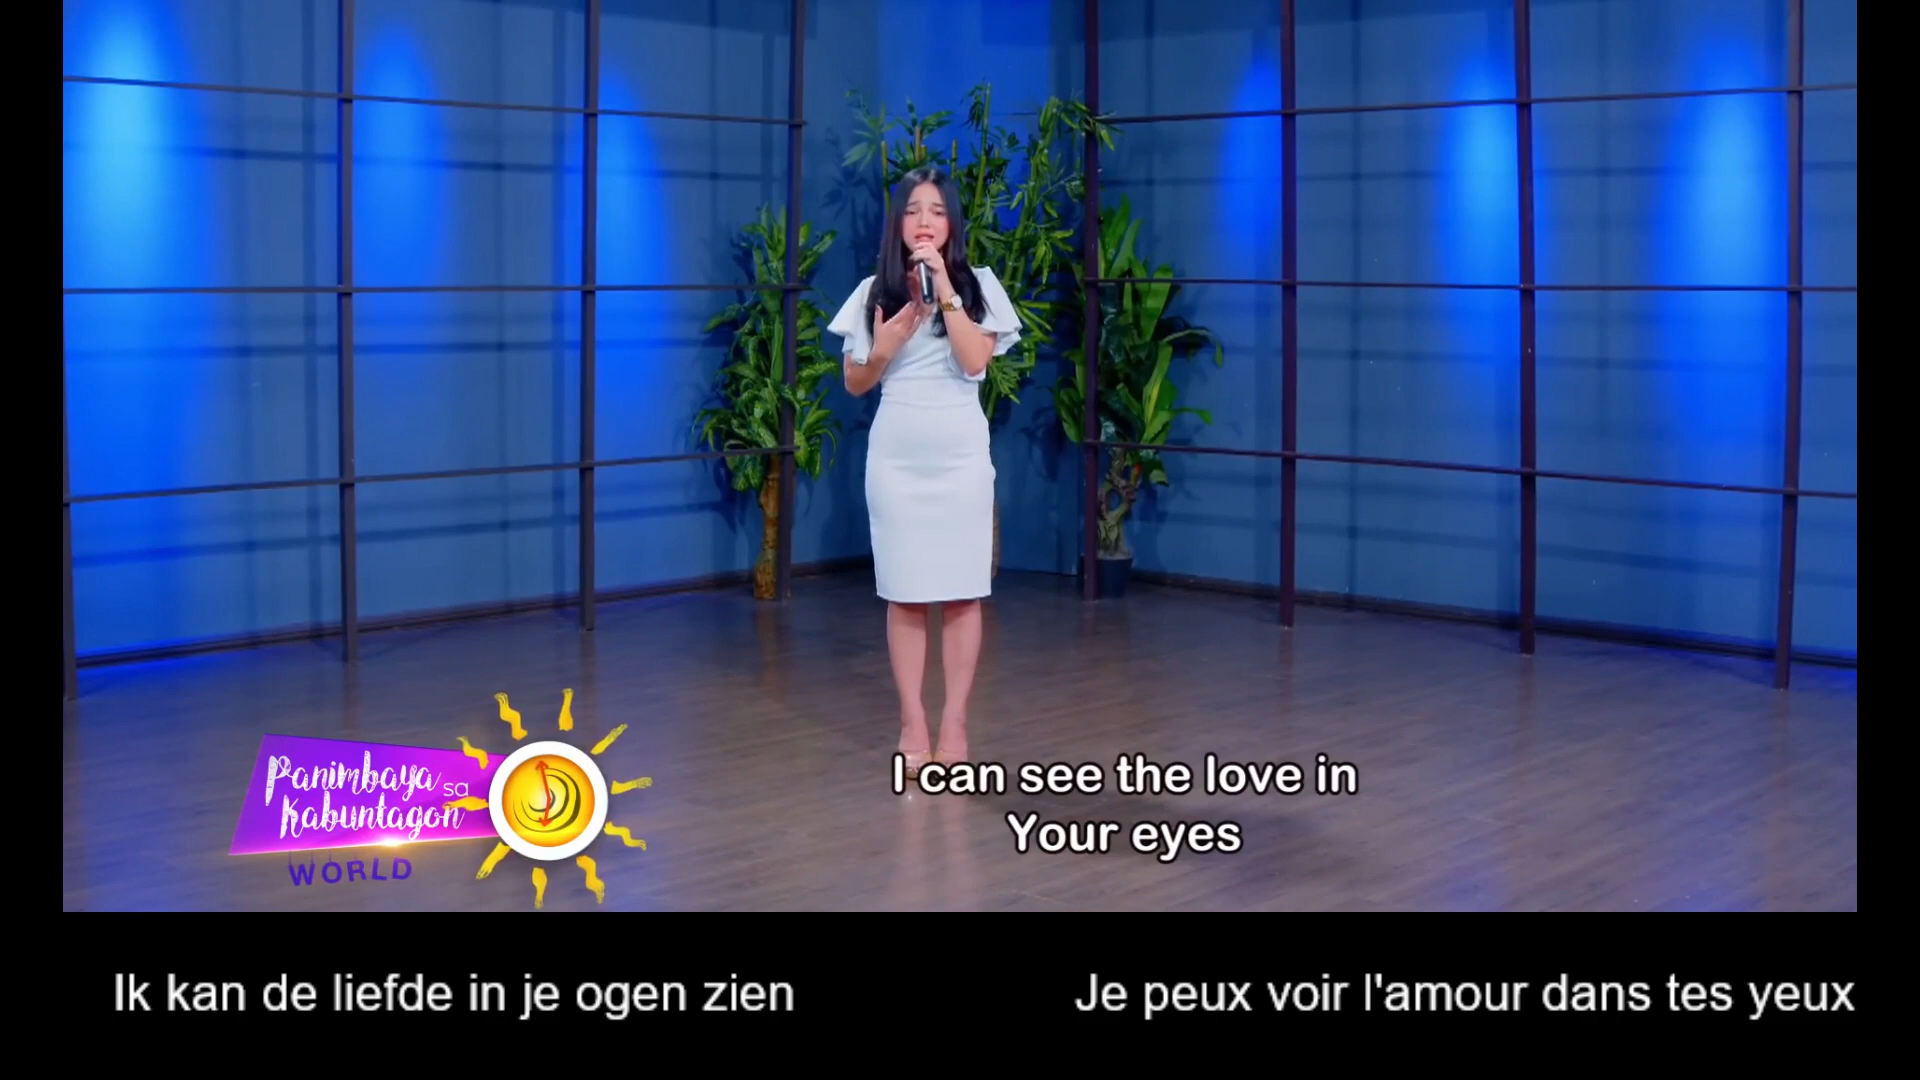 Panimbaya sa
Kabuntagon
WORLD
I can see the love in
Your eyes
Ik kan de liefde in je ogen zien
Je peux voir l'amour dans tes yeux